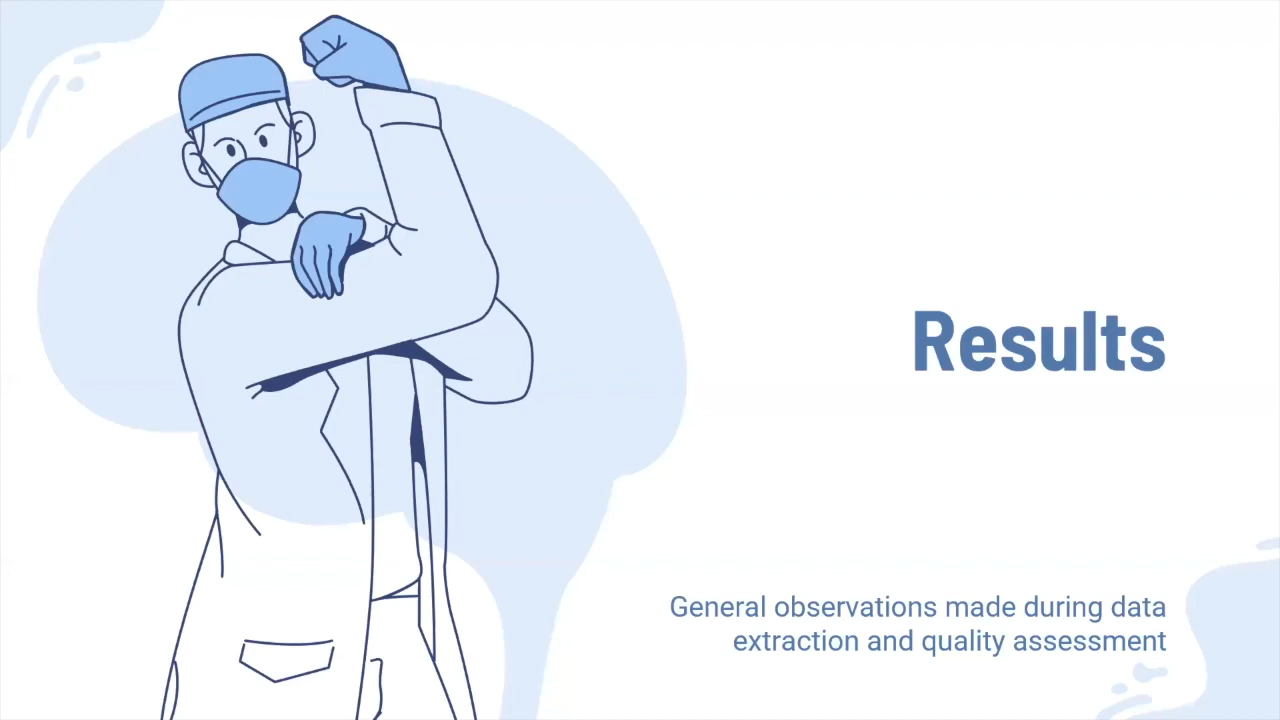 Results
General observations made during data
extraction and quality assessment